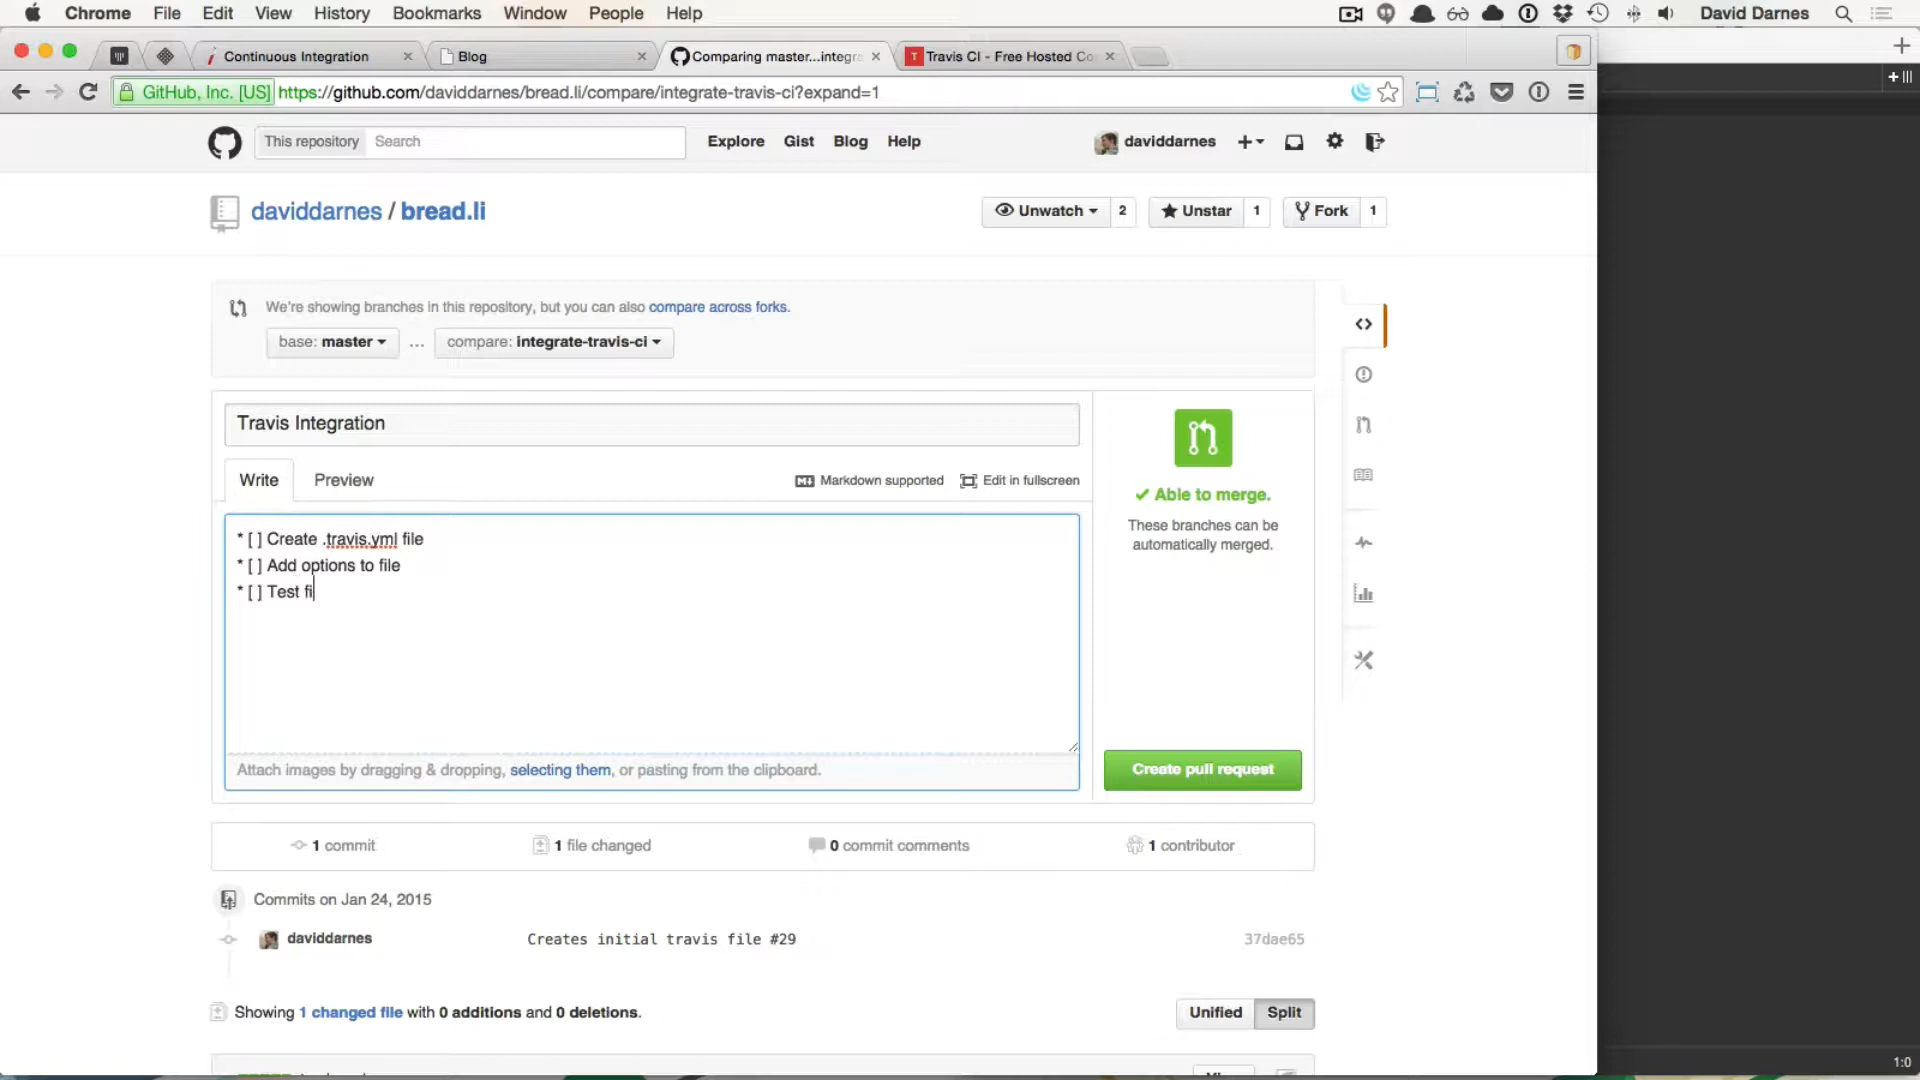 Chrome File Edit View History Bookmarks Window People Help David Darnes
Continuous Integration Blog Comparing master...integra Travis CI - Free Hosted Co
GitHub, Inc. [US] https://github.com/daviddarnes/bread.li/compare/integrate-travis-ci?expand=1
This repository Search Explore Gist Blog Help daviddarnes
daviddarnes / bread.li Unwatch 2 Unstar 1 Fork 1
We're showing branches in this repository, but you can also compare across forks.
base: master ... compare: integrate-travis-ci
Travis Integration
Write Preview Markdown supported Edit in fullscreen
Able to merge.
These branches can be
automatically merged.
* [ ] Create .travis.yml file
* [ ] Add options to file
* [ ] Test fi
Attach images by dragging & dropping, selecting them, or pasting from the clipboard.
Create pull request
1 commit 1 file changed 0 commit comments 1 contributor
Commits on Jan 24, 2015
daviddarnes Creates initial travis file #29 37dae65
Showing 1 changed file with 0 additions and 0 deletions. Unified Split
1:0